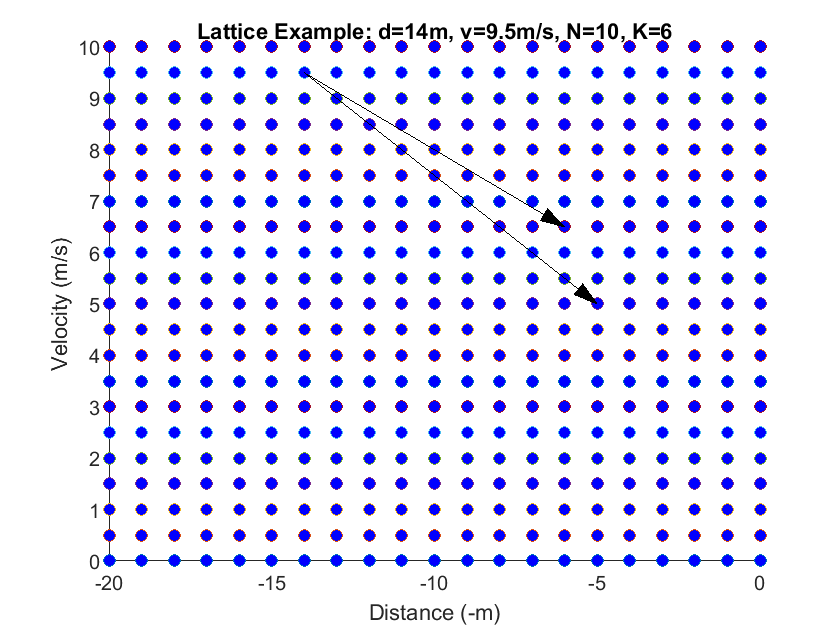 Lattice Example: d=14m, v=9.5m/s, N=10, K=6
10
9
8
7
6
5
4
3
2
1
0
Velocity (m/s)
-20 -15 -10 -5 0
Distance (-m)